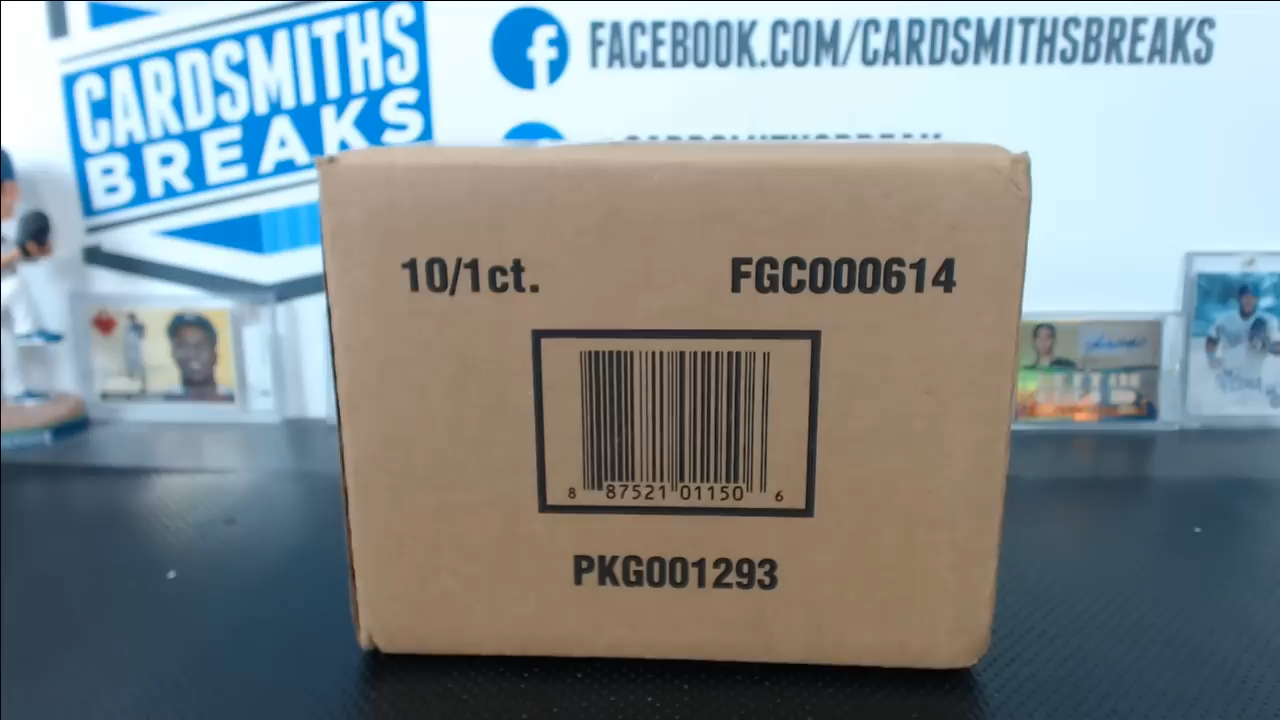 CARDSMITHS
BREAKS
FACEBOOK.COM/CARDSMITHSBREAKS
10/1ct.
FGC000614
8 87521 01150 6
PKG001293